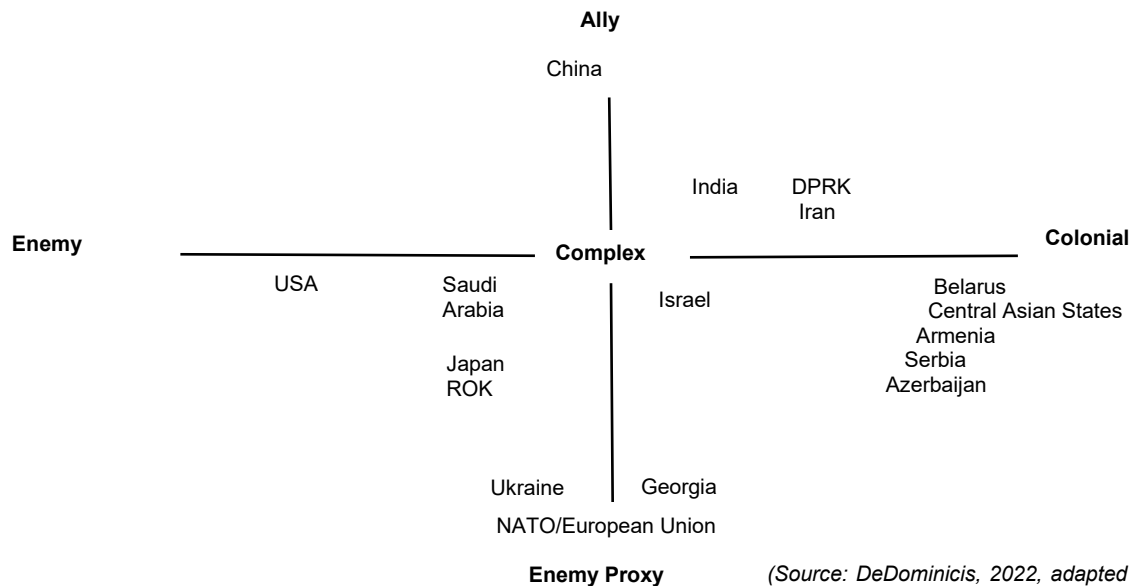 Ally
China
India DPRK
Iran
Enemy Complex Colonial
USA Saudi Israel Belarus
Arabia Central Asian States
Armenia
Japan Serbia
ROK Azerbaijan
Ukraine Georgia
NATO/European Union
Enemy Proxy (Source: DeDominicis, 2022, adapted